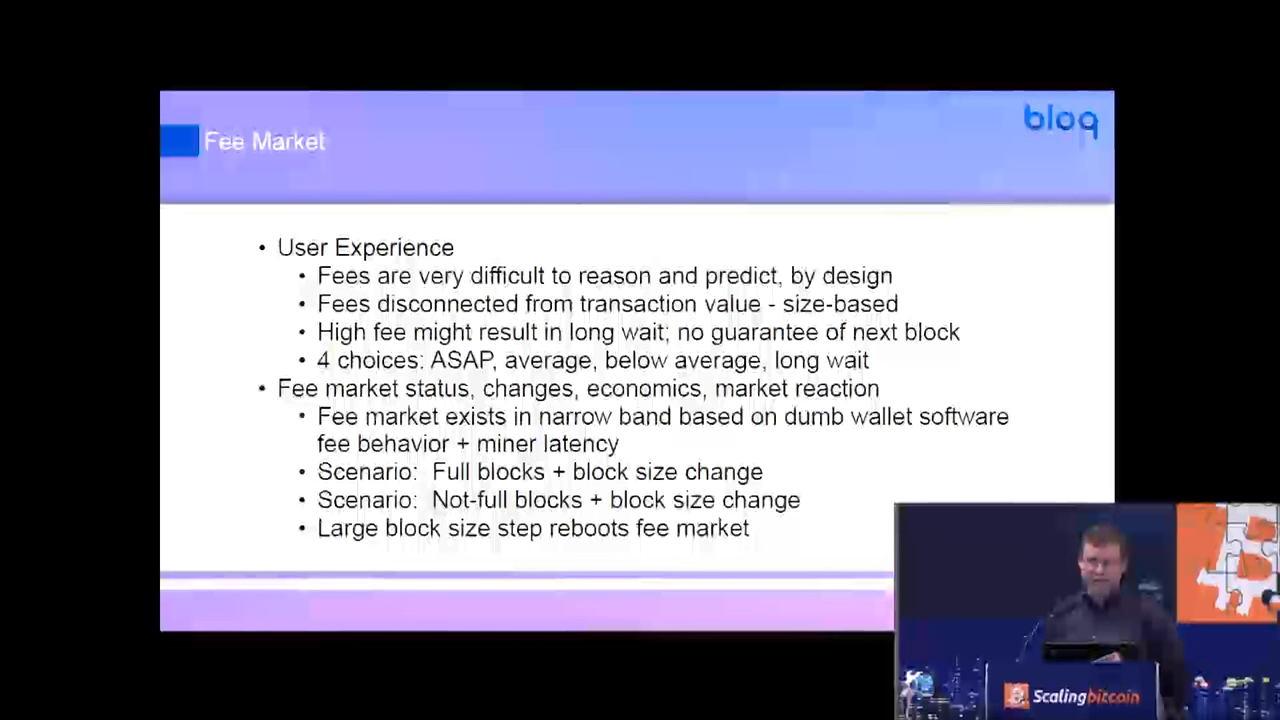 bloq
Fee Market
• User Experience
• Fees are very difficult to reason and predict, by design
• Fees disconnected from transaction value - size-based
• High fee might result in long wait; no guarantee of next block
• 4 choices: ASAP, average, below average, long wait
• Fee market status, changes, economics, market reaction
• Fee market exists in narrow band based on dumb wallet software
fee behavior + miner latency
• Scenario: Full blocks + block size change
• Scenario: Not-full blocks + block size change
• Large block size step reboots fee market
Scalingbitcoin